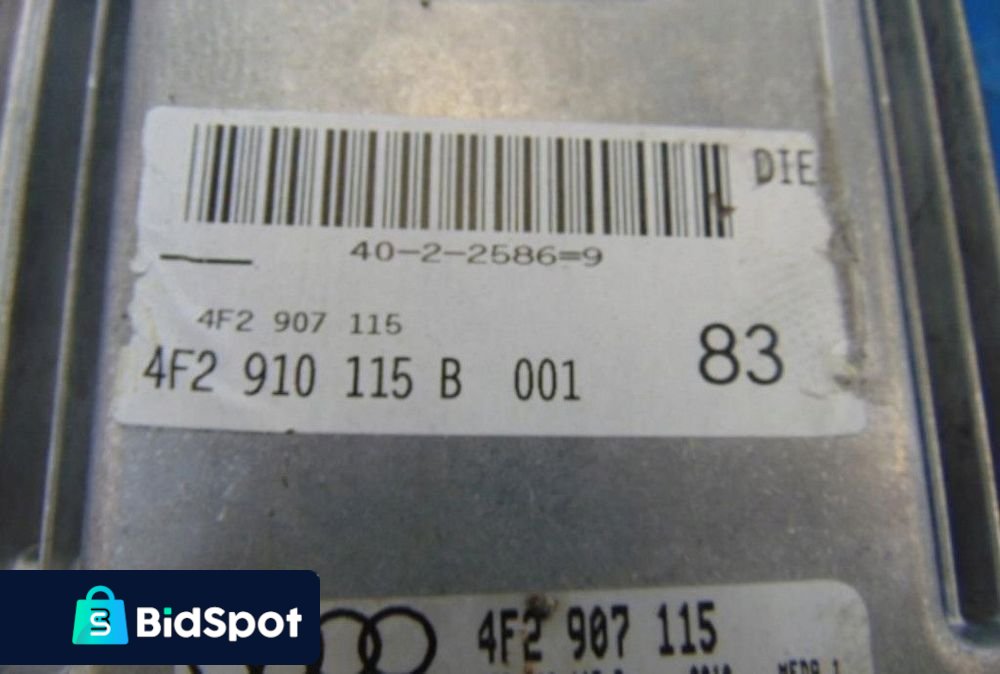 DIE
40-2-2586=9
4F2 907 115
4F2 910 115 B 001
83
BidSpot
4F2 907 115